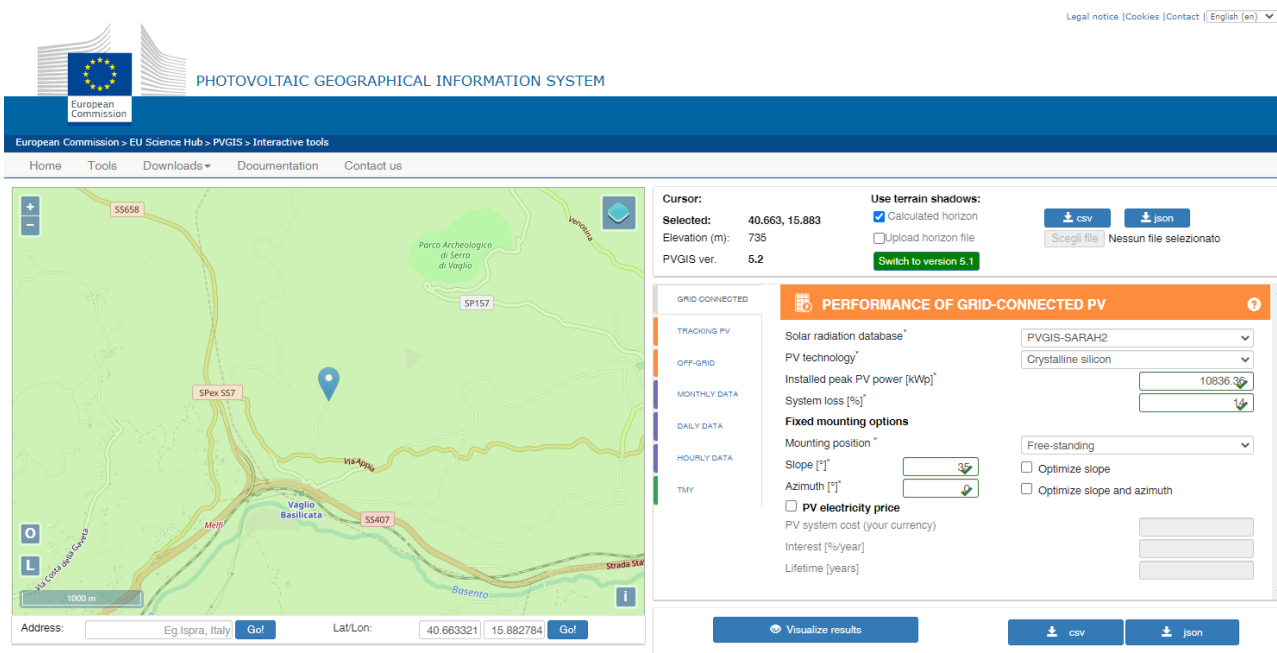 Legal notice |Cookies |Contact | English (en)
PHOTOVOLTAIC GEOGRAPHICAL INFORMATION SYSTEM
European
Commission
European Commission > EU Science Hub > PVGIS > Interactive tools
Home Tools Downloads Documentation Contact us
+
−
SS658
Venosina
Parco Archeologico
di Serra
di Vaglio
SP157
SPex SS7
Via Appia
Vaglio
Basilicata
SS407
Melfi
Via Costa della Gaveta
Strada Sta
Basento
O
L
i
1000 m
Address: Eg.Ispra, Italy Go! Lat/Lon: 40.663321 15.882784 Go!
Cursor:
Selected: 40.663, 15.883
Elevation (m): 735
PVGIS ver. 5.2
Use terrain shadows:
Calculated horizon
Upload horizon file
Switch to version 5.1
csv json
Scegli file Nessun file selezionato
GRID CONNECTED
TRACKING PV
OFF-GRID
MONTHLY DATA
DAILY DATA
HOURLY DATA
TMY
PERFORMANCE OF GRID-CONNECTED PV ?
Solar radiation database* PVGIS-SARAH2
PV technology* Crystalline silicon
Installed peak PV power [kWp]* 10836.36
System loss [%]* 14
Fixed mounting options
Mounting position * Free-standing
Slope [°]* 35 Optimize slope
Azimuth [°]* 0 Optimize slope and azimuth
PV electricity price
PV system cost (your currency)
Interest [%/year]
Lifetime [years]
Visualize results csv json